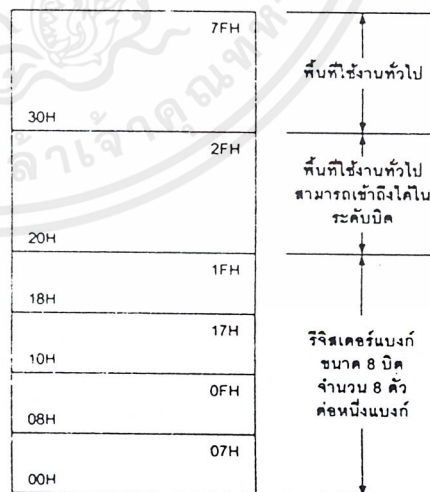 7FH
พื้นที่ใช้งานทั่วไป
30H
2FH
พื้นที่ใช้งานทั่วไป
สามารถเข้าถึงได้ใน
ระดับบิต
20H
1FH
18H
17H
10H
0FH
08H
07H
00H
รีจิสเตอร์แบงก์
ขนาด 8 บิต
จำนวน 8 ตัว
ต่อหนึ่งแบงก์